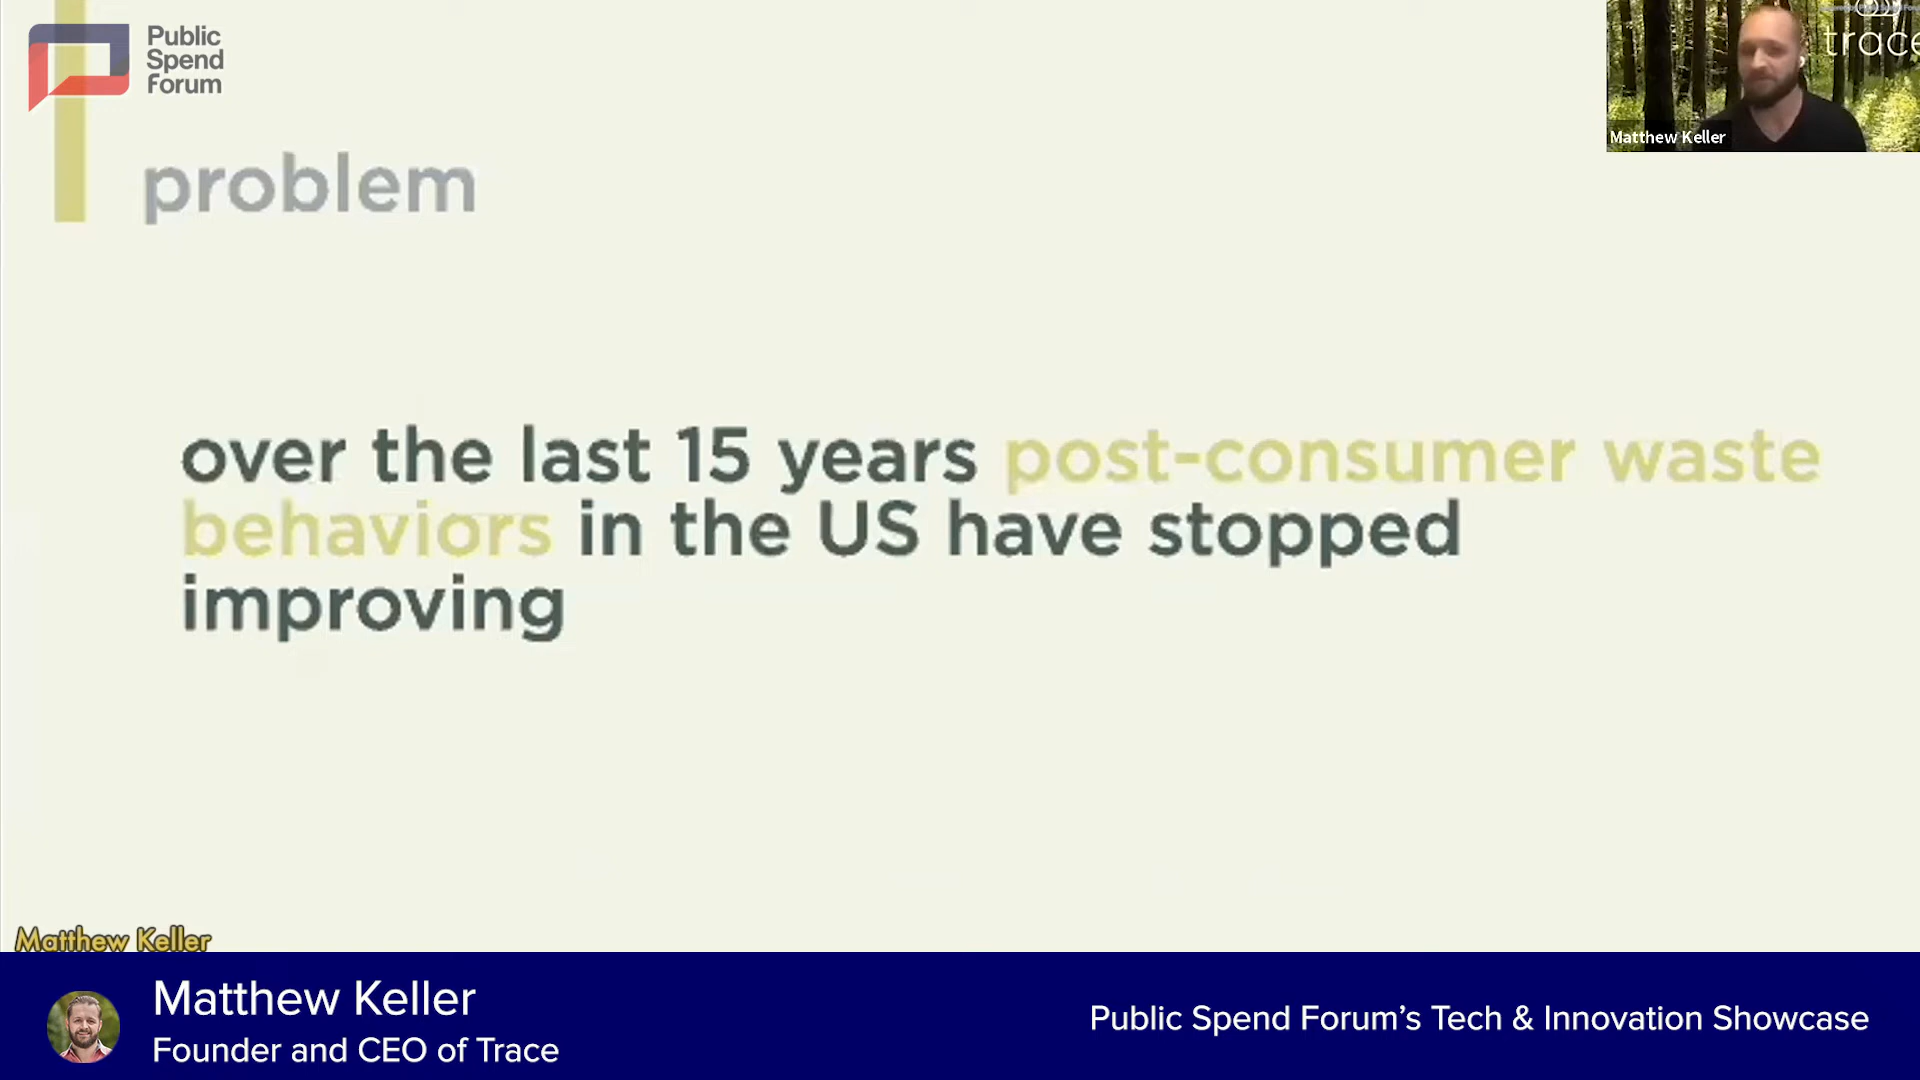 Public
Spend
Forum
trace
Matthew Keller
problem
over the last 15 years post-consumer waste
behaviors in the US have stopped
improving
Matthew Keller
Matthew Keller
Founder and CEO of Trace
Public Spend Forum’s Tech & Innovation Showcase